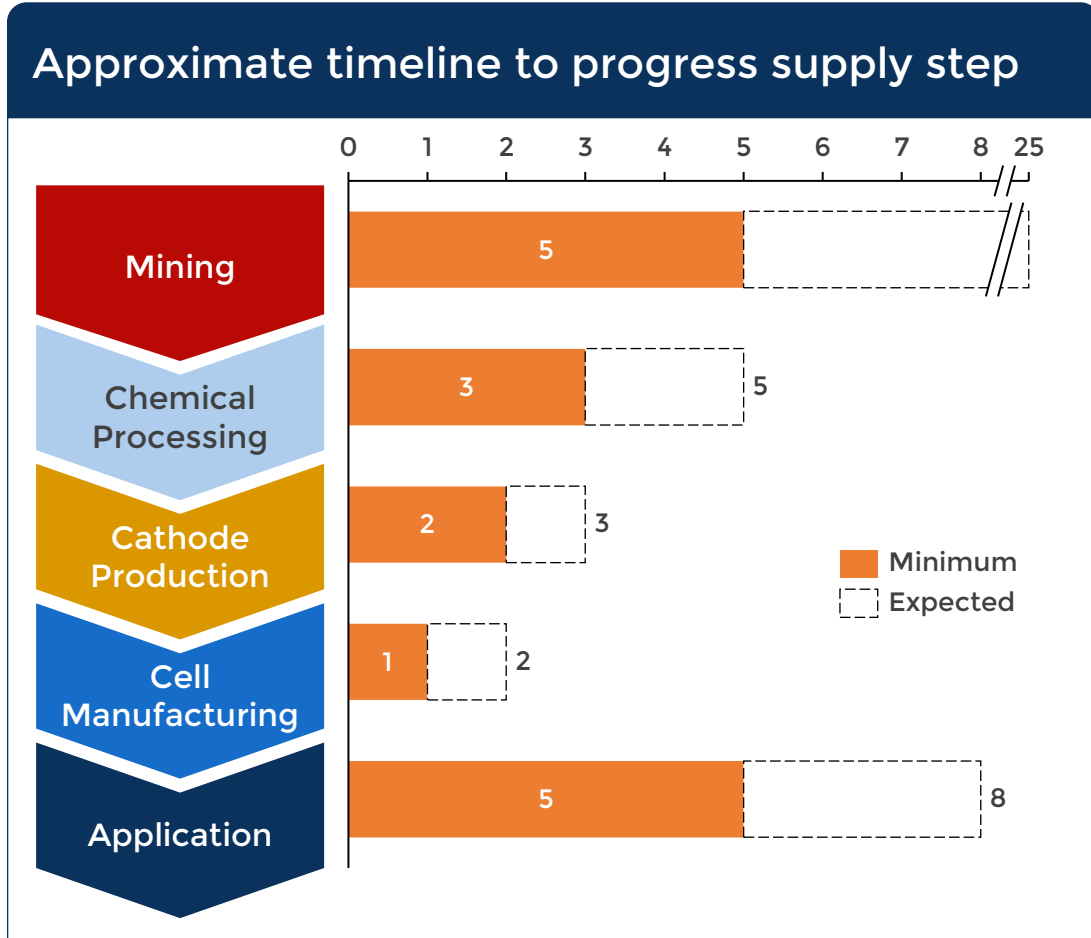 Approximate timeline to progress supply step
0 1 2 3 4 5 6 7 8 25
Mining
5
Chemical
Processing
3
5
Cathode
Production
2
3
Minimum
Expected
Cell
Manufacturing
1
2
Application
5
8